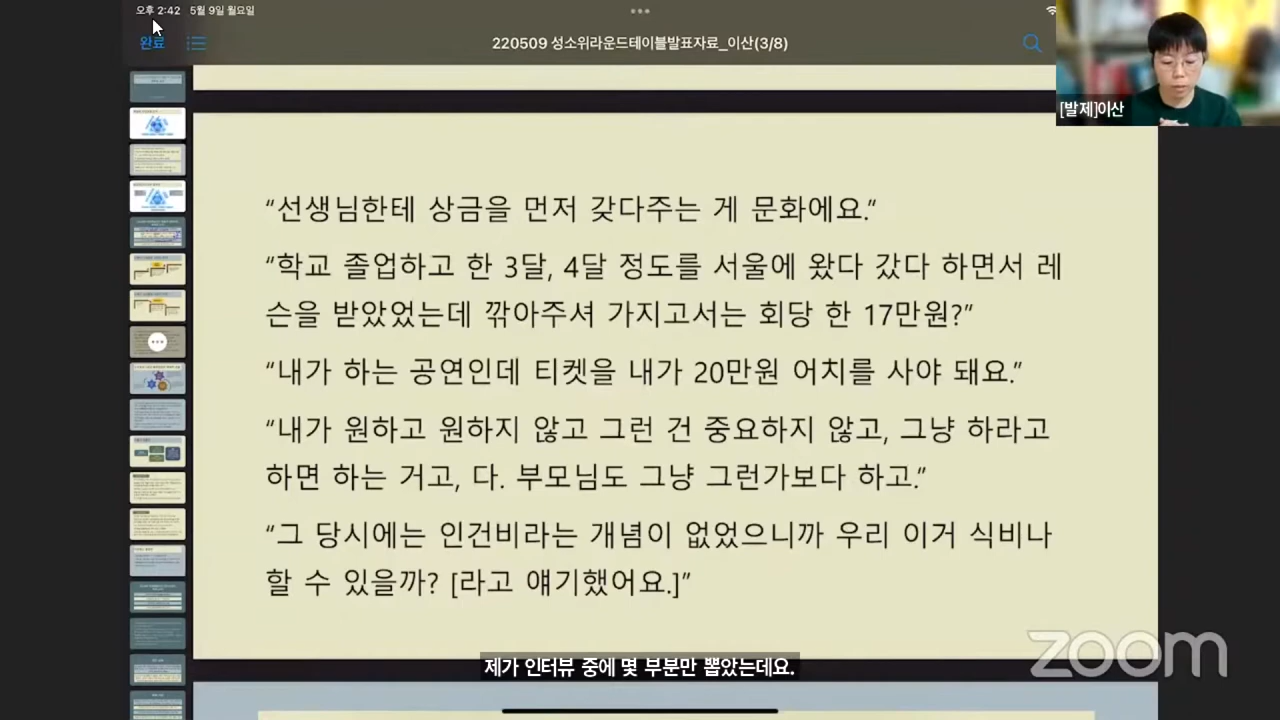 오후 2:42 5월 9일 월요일
완료
220509 성소위라운드테이블발표자료_이산(3/8)
[발제]이산
“선생님한테 상금을 먼저 갖다주는 게 문화에요.”
“학교 졸업하고 한 3달, 4달 정도를 서울에 왔다 갔다 하면서 레
슨을 받았었는데 깎아주셔 가지고서는 회당 한 17만원?”
“내가 하는 공연인데 티켓을 내가 20만원 어치를 사야 돼요.”
“내가 원하고 원하지 않고 그런 건 중요하지 않고, 그냥 하라고
하면 하는 거고, 다. 부모님도 그냥 그런가보다 하고.”
“그 당시에는 인건비라는 개념이 없었으니까 우리 이거 식비나
할 수 있을까? [라고 얘기했어요.]”
제가 인터뷰 중에 몇 부분만 뽑았는데요.
zoom